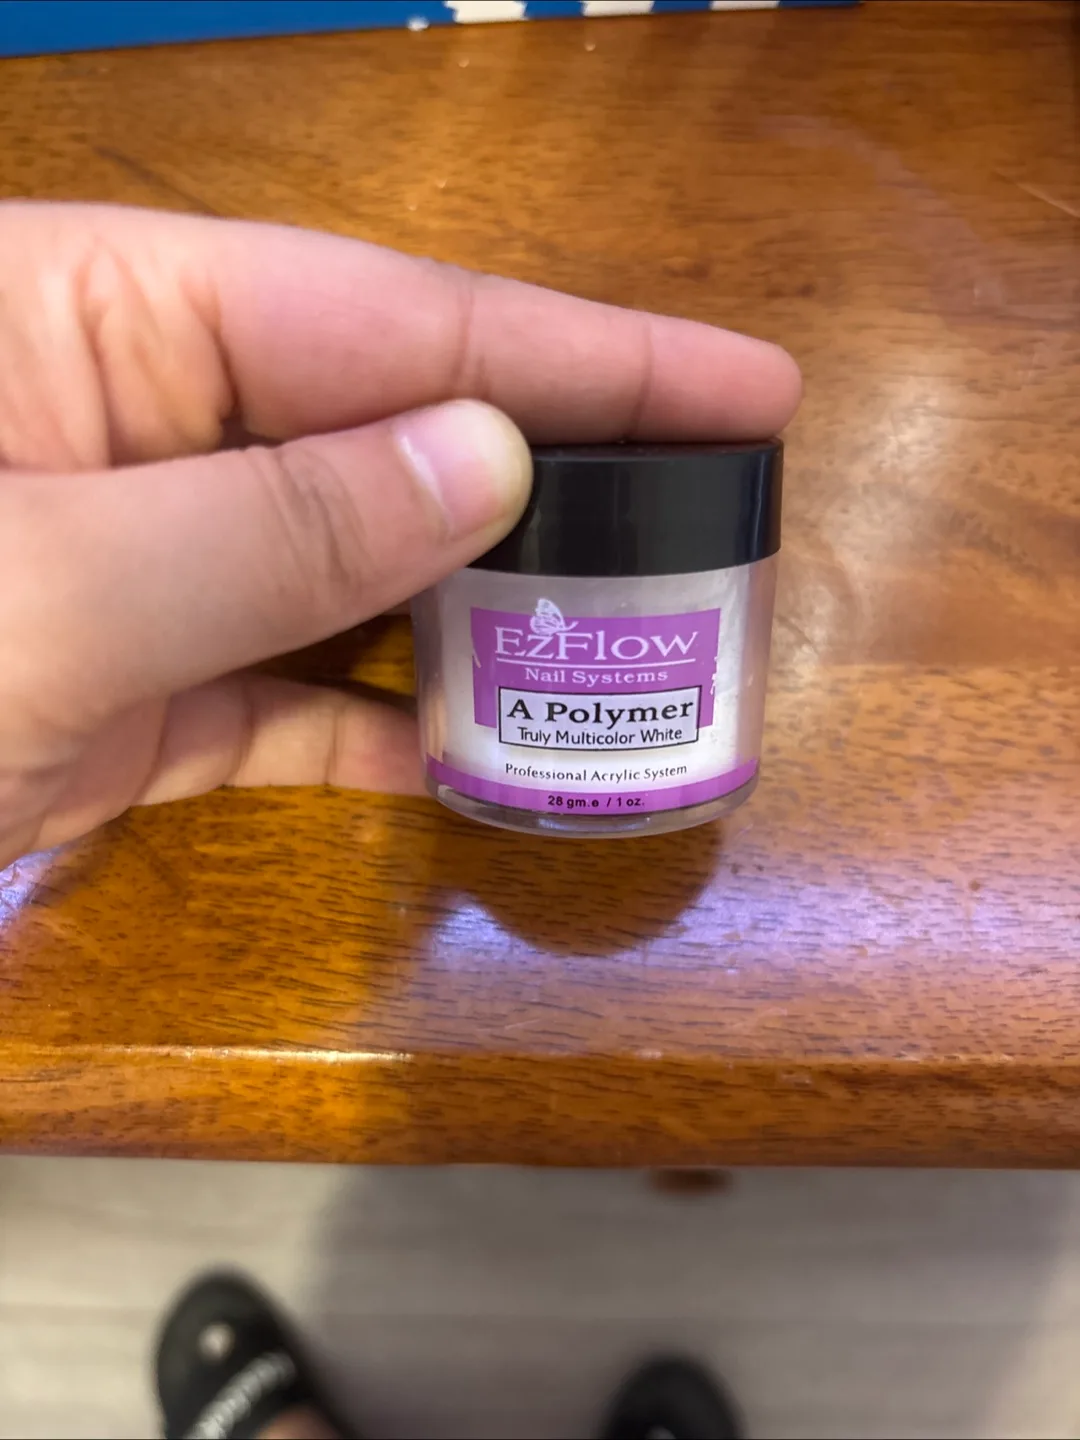 EzFlow
Nail Systems
A Polymer
Truly Multicolor White
Professional Acrylic System
28 gm.e / 1 oz.